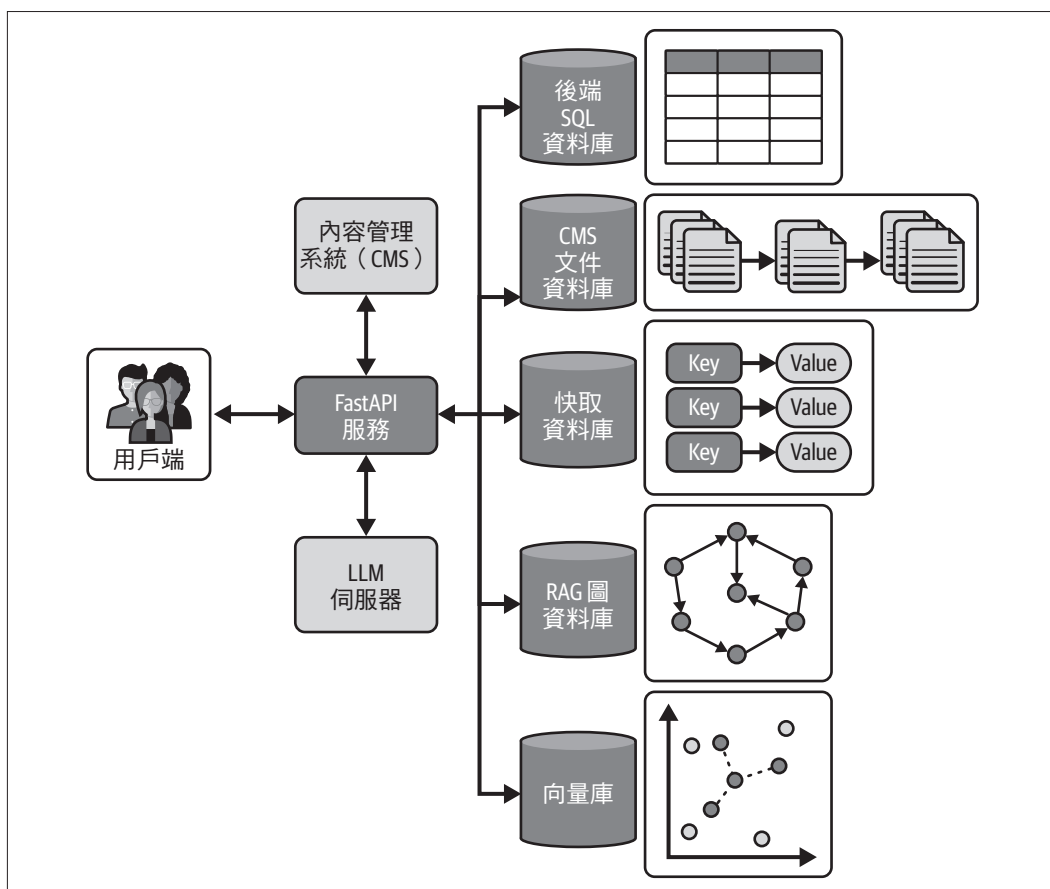 後端
SQL
資料庫
內容管理
系統（CMS）
CMS
文件
資料庫
用戶端
FastAPI
服務
快取
資料庫
Key
Value
Key
Value
Key
Value
LLM
伺服器
RAG 圖
資料庫
向量庫